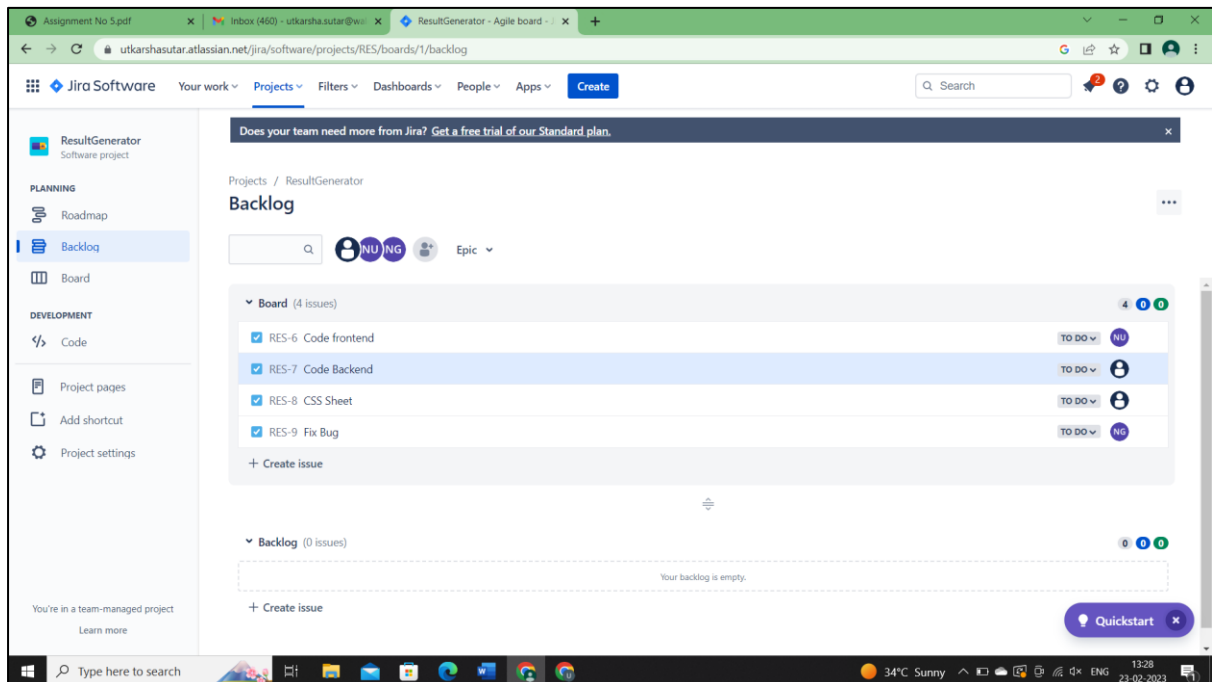 Assignment No 5.pdf Inbox (460) - utkarsha.sutar@wal ResultGenerator - Agile board - J
utkarshasutar.atlassian.net/jira/software/projects/RES/boards/1/backlog
Jira Software Your work Projects Filters Dashboards People Apps Create Search 2
Does your team need more from Jira? Get a free trial of our Standard plan.
ResultGenerator
Software project
PLANNING
Roadmap
Backlog
Board
DEVELOPMENT
Code
Project pages
Add shortcut
Project settings
You're in a team-managed project
Learn more
Projects / ResultGenerator
Backlog
NU NG Epic
Board (4 issues) 4 0 0
RES-6 Code frontend TO DO NU
RES-7 Code Backend TO DO
RES-8 CSS Sheet TO DO
RES-9 Fix Bug TO DO NG
+ Create issue
Backlog (0 issues) 0 0 0
Your backlog is empty.
+ Create issue
Quickstart
Type here to search 34°C Sunny ENG 13:28
23-02-2023